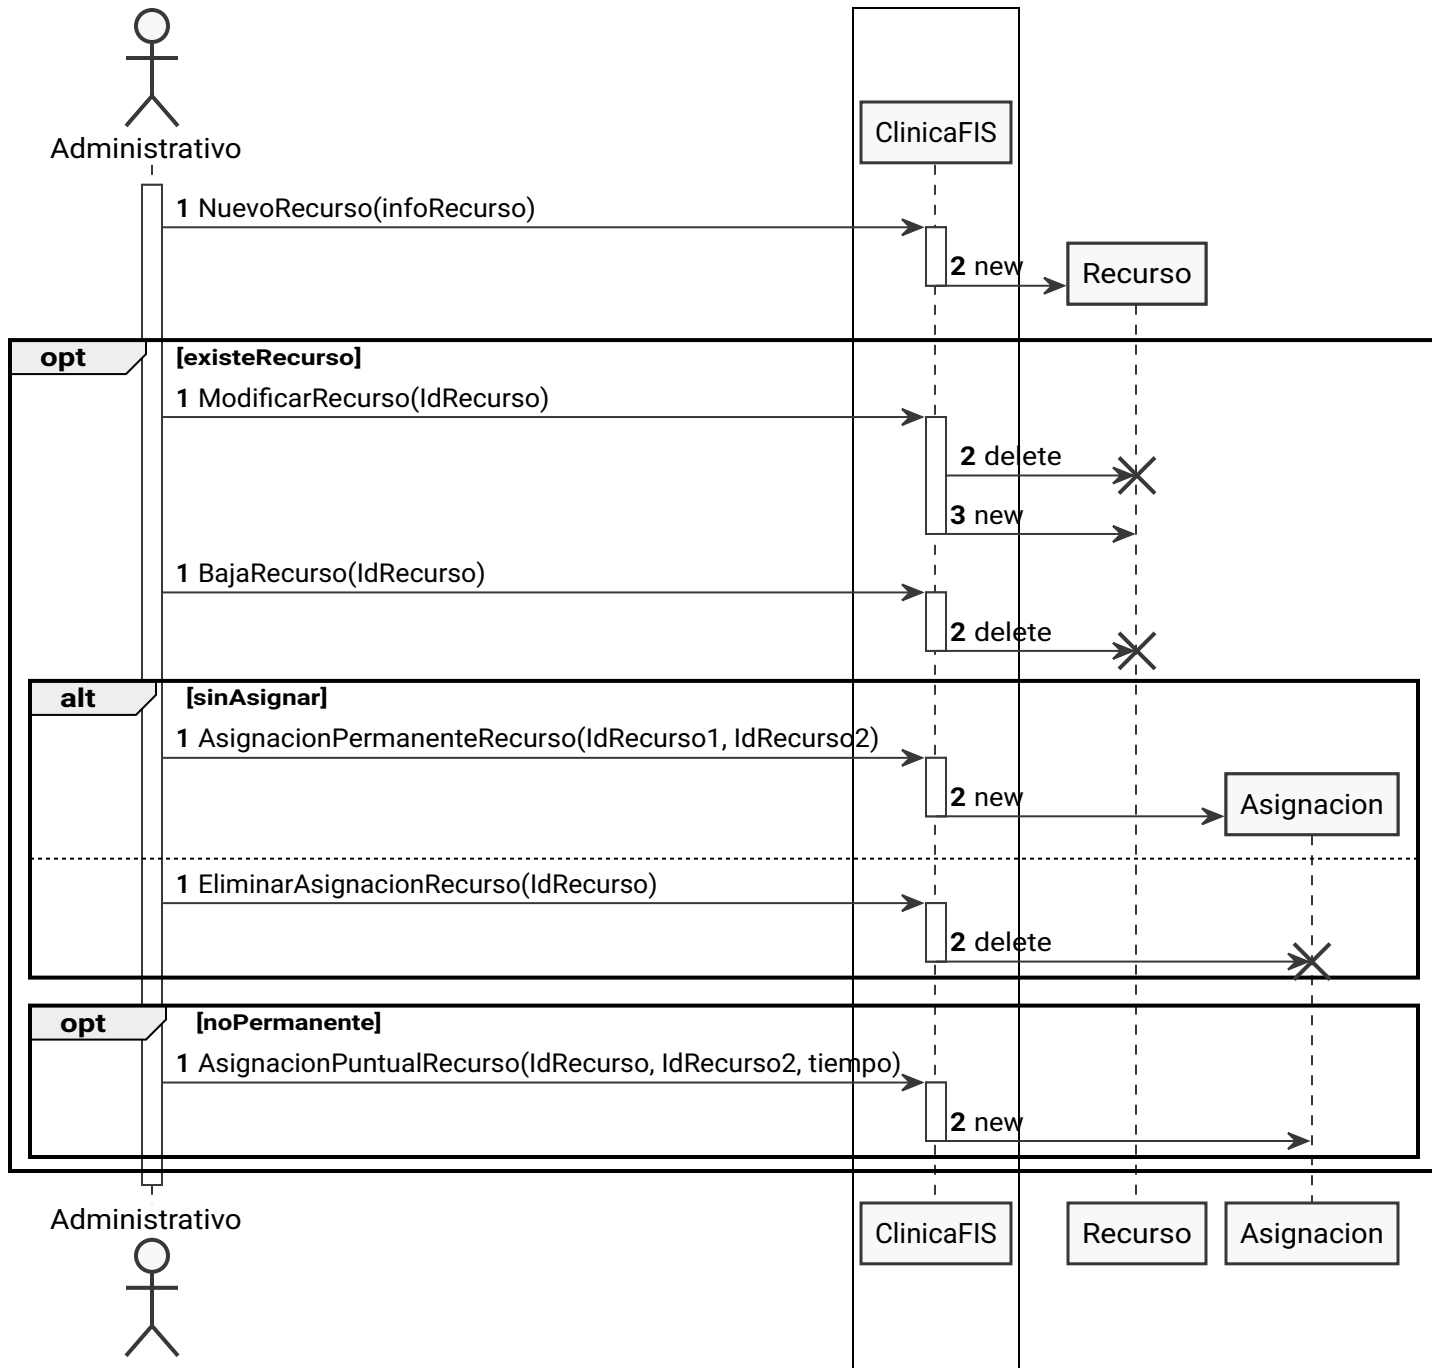 Administrativo
ClinicaFIS
1 NuevoRecurso(infoRecurso)
2 new
Recurso
opt [existeRecurso]
1 ModificarRecurso(IdRecurso)
2 delete
3 new
1 BajaRecurso(IdRecurso)
2 delete
alt [sinAsignar]
1 AsignacionPermanenteRecurso(IdRecurso1, IdRecurso2)
2 new
Asignacion
1 EliminarAsignacionRecurso(IdRecurso)
2 delete
opt [noPermanente]
1 AsignacionPuntualRecurso(IdRecurso, IdRecurso2, tiempo)
2 new
Administrativo
ClinicaFIS
Recurso
Asignacion